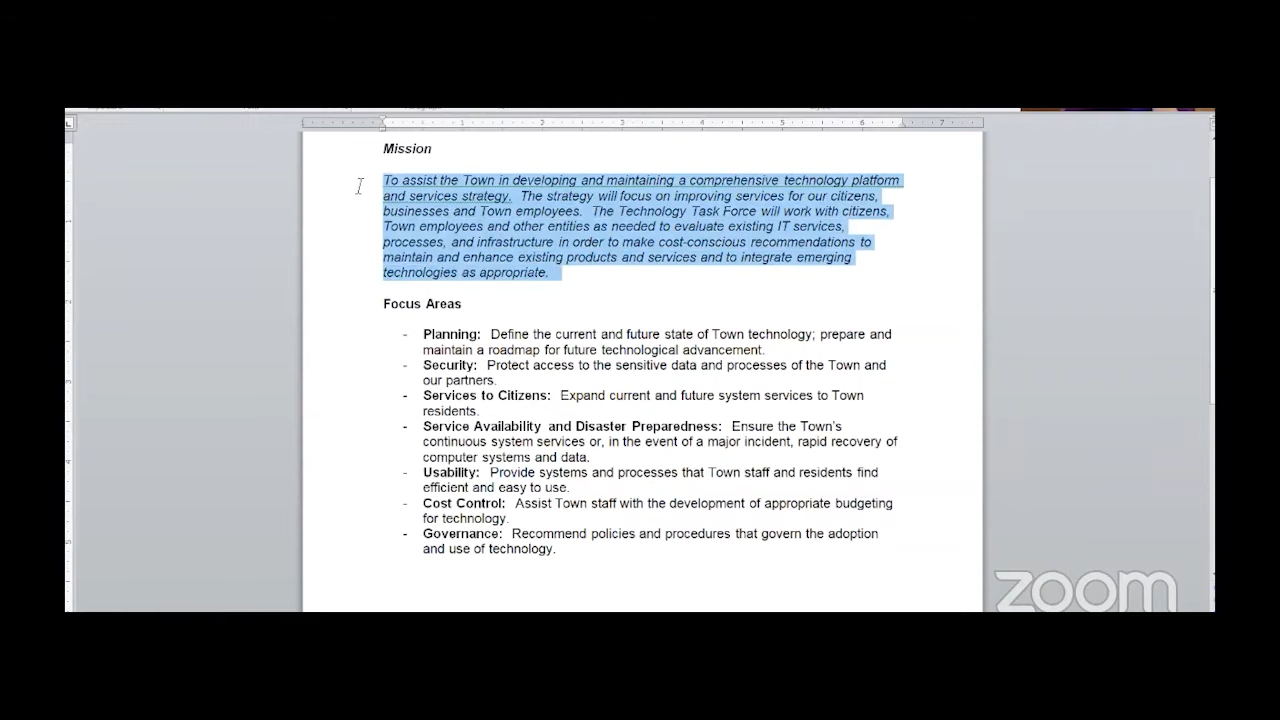 Mission
To assist the Town in developing and maintaining a comprehensive technology platform
and services strategy.  The strategy will focus on improving services for our citizens,
businesses and Town employees.  The Technology Task Force will work with citizens,
Town employees and other entities as needed to evaluate existing IT services,
processes, and infrastructure in order to make cost-conscious recommendations to
maintain and enhance existing products and services and to integrate emerging
technologies as appropriate.
Focus Areas
- Planning:  Define the current and future state of Town technology; prepare and
maintain a roadmap for future technological advancement.
- Security:  Protect access to the sensitive data and processes of the Town and
our partners.
- Services to Citizens:  Expand current and future system services to Town
residents.
- Service Availability and Disaster Preparedness:  Ensure the Town's
continuous system services or, in the event of a major incident, rapid recovery of
computer systems and data.
- Usability:  Provide systems and processes that Town staff and residents find
efficient and easy to use.
- Cost Control:  Assist Town staff with the development of appropriate budgeting
for technology.
- Governance:  Recommend policies and procedures that govern the adoption
and use of technology.
zoom